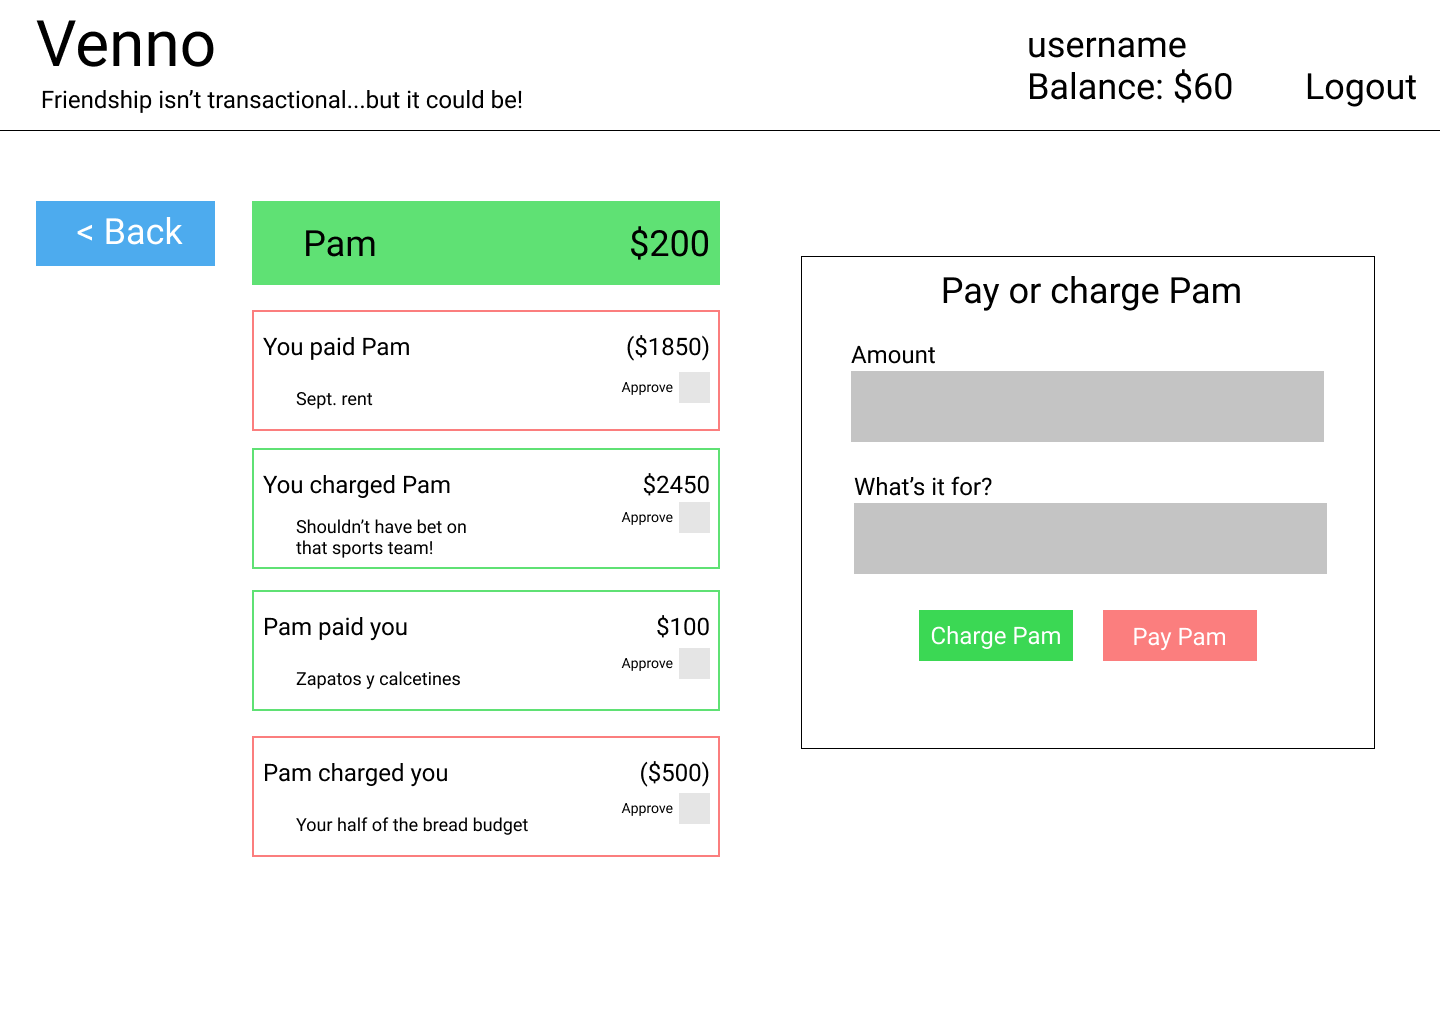 Venno
Friendship isn’t transactional...but it could be!
username
Balance: $60
Logout
< Back
Pam $200
You paid Pam ($1850)
Approve
Sept. rent
You charged Pam $2450
Approve
Shouldn’t have bet on
that sports team!
Pam paid you $100
Approve
Zapatos y calcetines
Pam charged you ($500)
Approve
Your half of the bread budget
Pay or charge Pam
Amount
What’s it for?
Charge Pam
Pay Pam